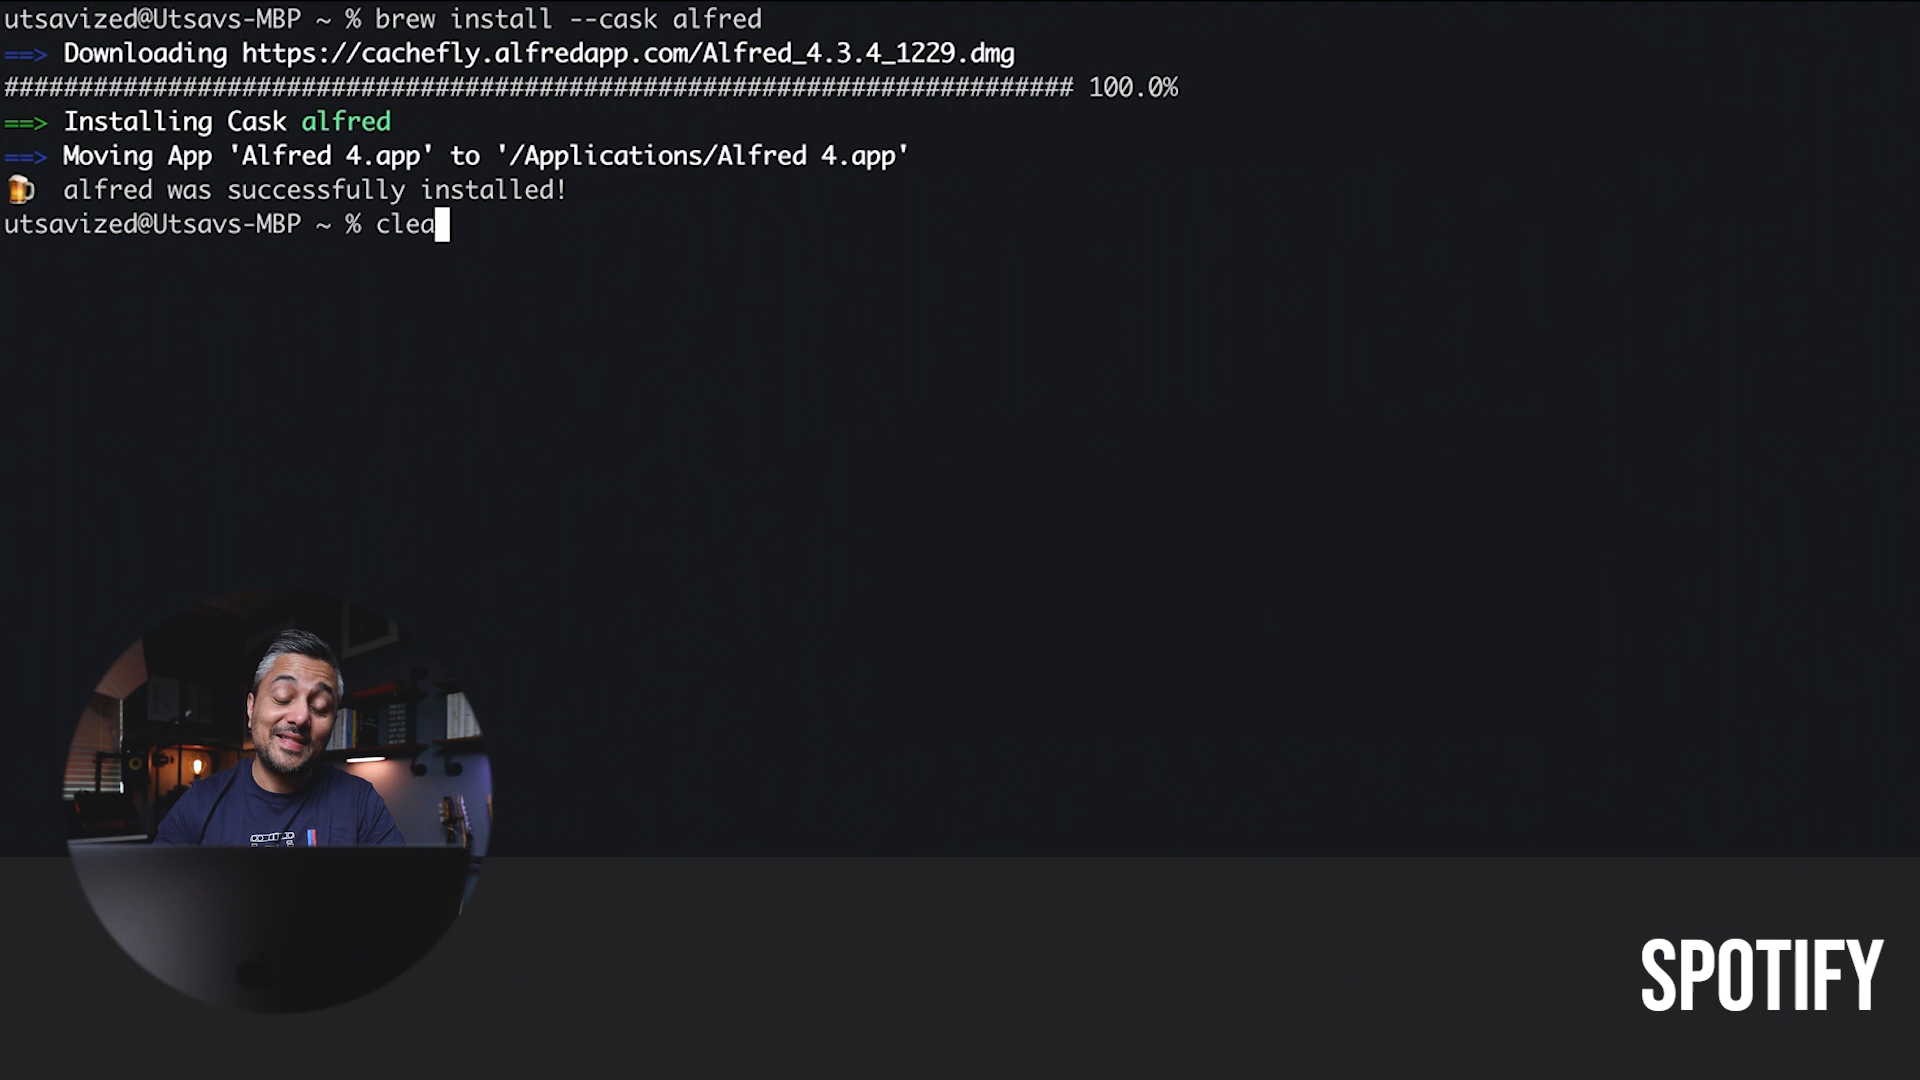 utsavized@Utsavs-MBP ~ % brew install --cask alfred
==> Downloading https://cachefly.alfredapp.com/Alfred_4.3.4_1229.dmg
######################################################################## 100.0%
==> Installing Cask alfred
==> Moving App 'Alfred 4.app' to '/Applications/Alfred 4.app'
🍺 alfred was successfully installed!
utsavized@Utsavs-MBP ~ % clea
SPOTIFY